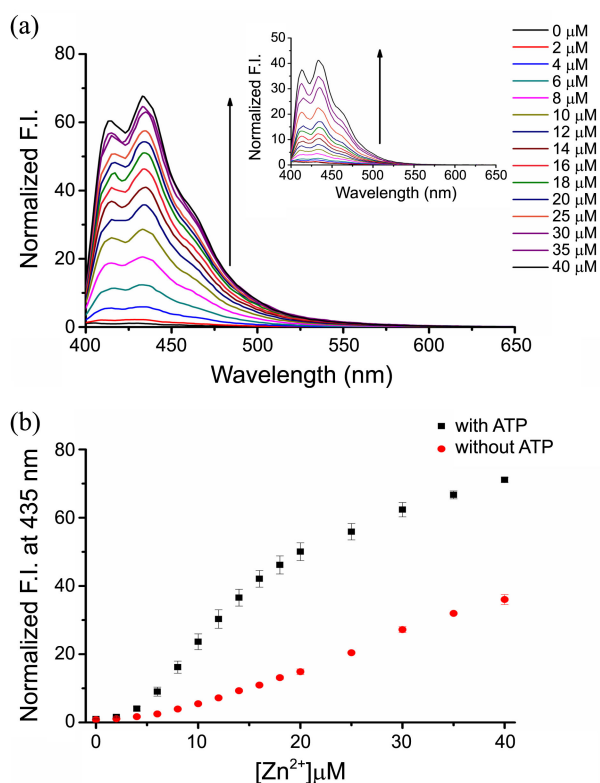 (a)
Normalized F.I.
80
60
40
20
0
400 450 500 550 600 650
Wavelength (nm)
Normalized F.I.
50
40
30
20
10
0
400 450 500 550 600 650
Wavelength (nm)
0 µM
2 µM
4 µM
6 µM
8 µM
10 µM
12 µM
14 µM
16 µM
18 µM
20 µM
25 µM
30 µM
35 µM
40 µM
(b)
with ATP
without ATP
Normalized F.I. at 435 nm
80
60
40
20
0
0 10 20 30 40
[Zn²⁺]µM